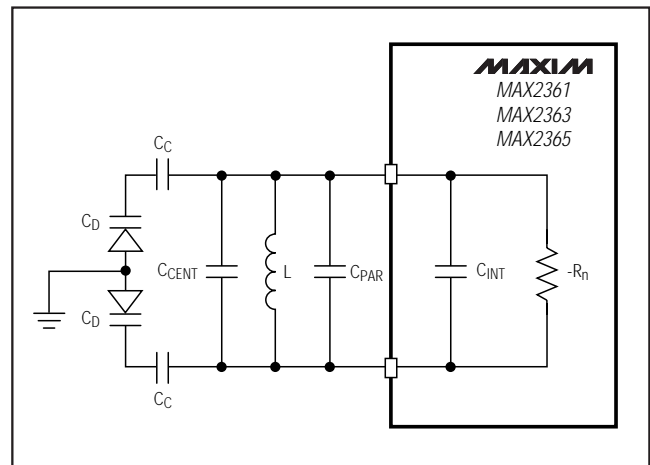 MAXIM
MAX2361
MAX2363
MAX2365
CC
CD
CCENT
L
CPAR
CINT
-Rn
CD
CC